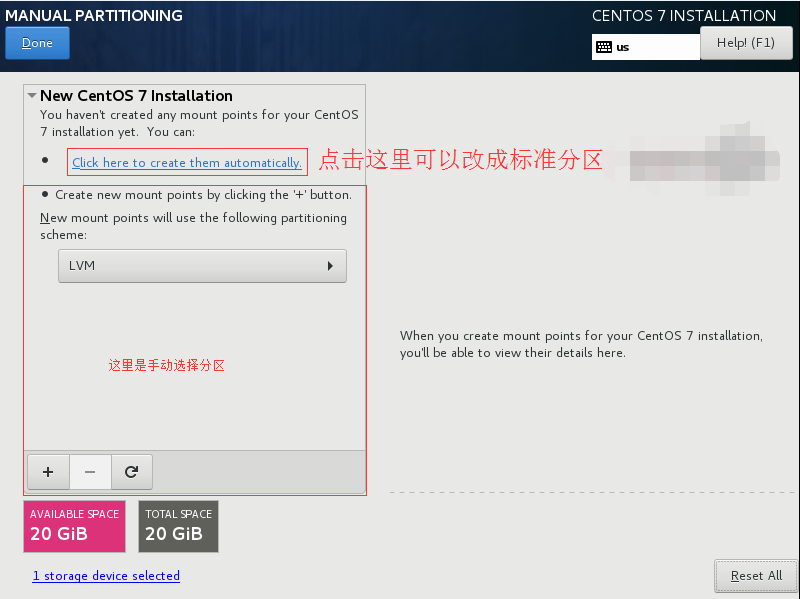 MANUAL PARTITIONING
CENTOS 7 INSTALLATION
Done
us
Help! (F1)
New CentOS 7 Installation
You haven't created any mount points for your CentOS
7 installation yet. You can:
Click here to create them automatically.
点击这里可以改成标准分区
Create new mount points by clicking the '+' button.
New mount points will use the following partitioning
scheme:
LVM
When you create mount points for your CentOS 7 installation,
you'll be able to view their details here.
这里是手动选择分区
+ −
AVAILABLE SPACE
20 GiB
TOTAL SPACE
20 GiB
1 storage device selected
Reset All